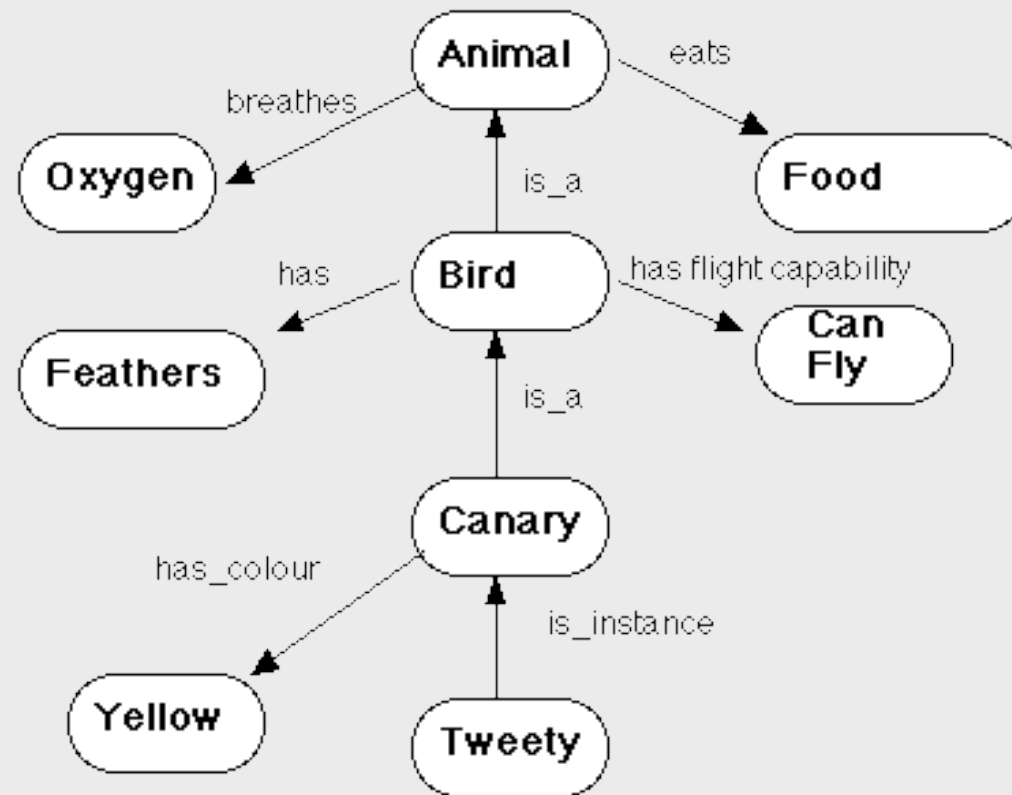 Animal
eats
breathes
Oxygen
Food
is_a
has
Bird
has flight capability
Can
Fly
Feathers
is_a
Canary
has_colour
is_instance
Yellow
Tweety